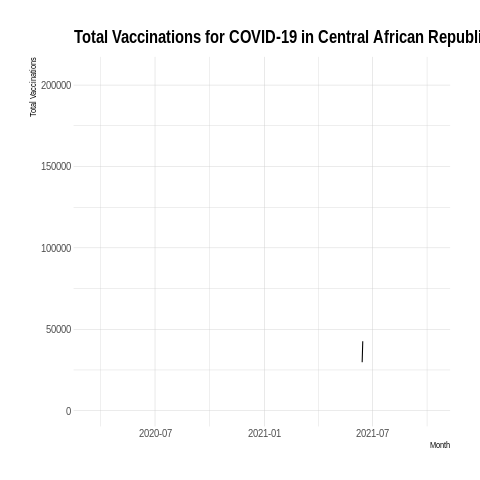 Total Vaccinations for COVID-19 in Central African Republi
Total Vaccinations
200000
150000
100000
50000
0
2020-07 2021-01 2021-07
Month